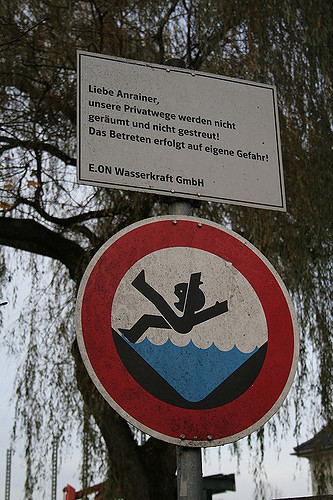 Liebe Anrainer,
unsere Privatwege werden nicht
geräumt und nicht gestreut!
Das Betreten erfolgt auf eigene Gefahr!
E.ON Wasserkraft GmbH